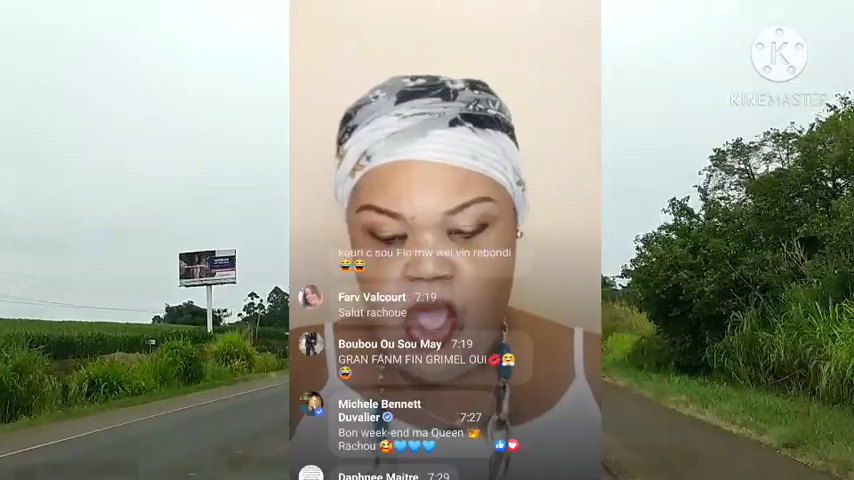 KINEMASTER
kouri c sou Flo mw wel vin rebondi
😂😂
Farv Valcourt 7:19
Salut rachoue
Boubou Ou Sou May 7:19
GRAN FANM FIN GRIMEL OUI💋🤗
😂
Michele Bennett
Duvalier 7:27
Bon week-end ma Queen 👑
Rachou 🥰💙💙💙
Daphnee Maitre 7:29